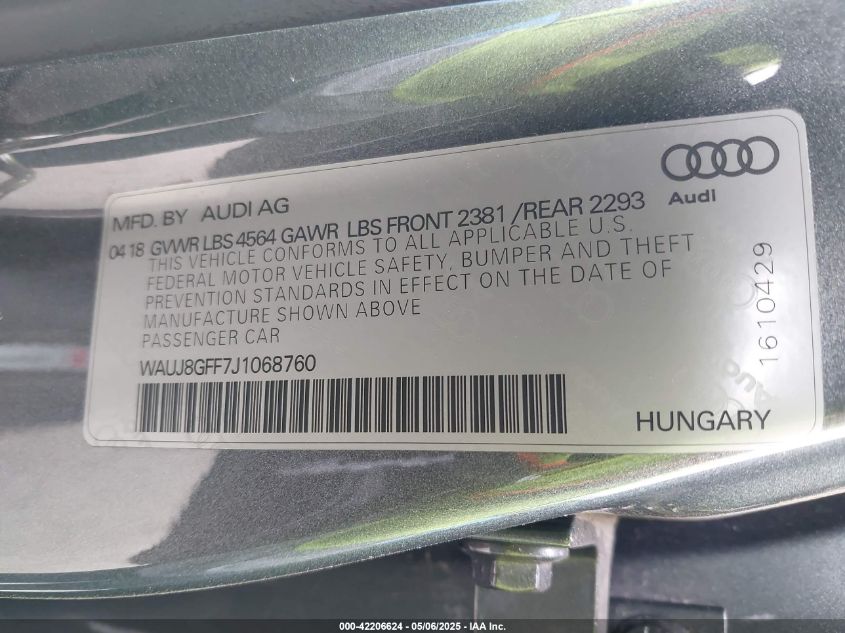 Audi
MFD. BY AUDI AG
04 18 GVWR LBS 4564 GAWR LBS FRONT 2381 /REAR 2293
THIS VEHICLE CONFORMS TO ALL APPLICABLE U.S.
FEDERAL MOTOR VEHICLE SAFETY, BUMPER AND THEFT
PREVENTION STANDARDS IN EFFECT ON THE DATE OF
MANUFACTURE SHOWN ABOVE
PASSENGER CAR
WAUJ8GFF7J1068760
HUNGARY
1610429
000-42206624 - 05/06/2025 - IAA Inc.